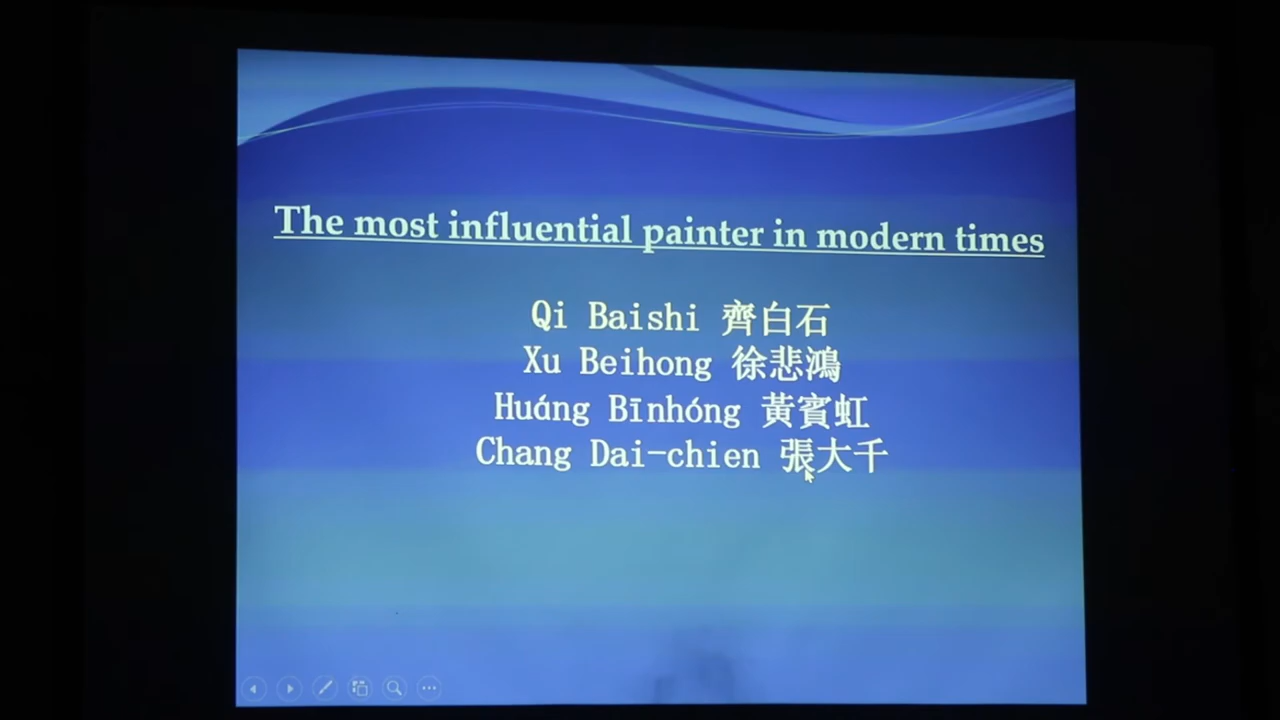 The most influential painter in modern times
Qi Baishi 齊白石
Xu Beihong 徐悲鴻
Huáng Bīnhóng 黃賓虹
Chang Dai-chien 張大千